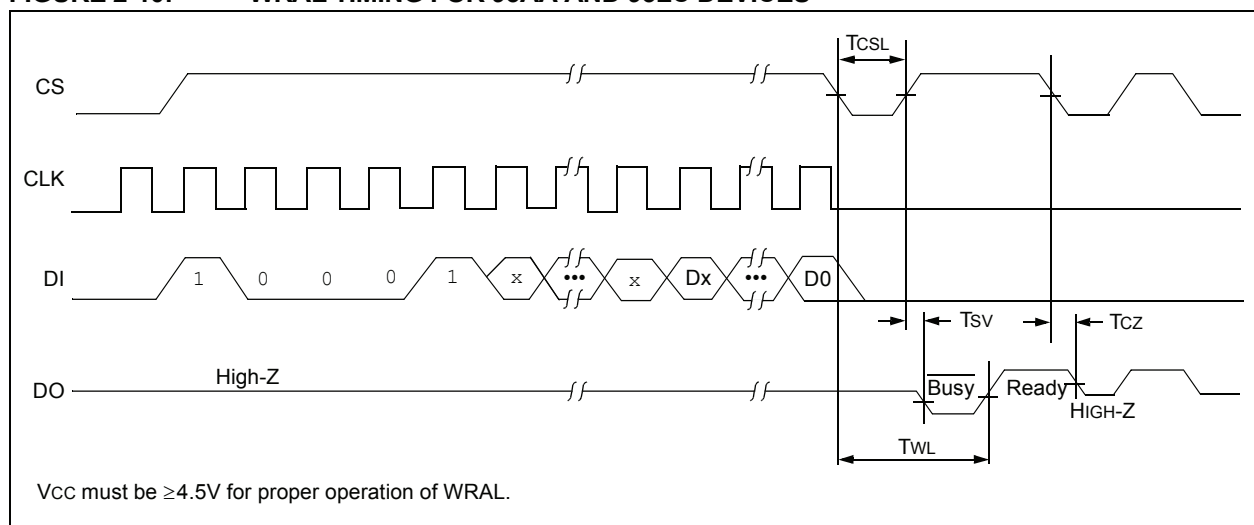 TCSL
CS
CLK
DI 1 0 0 0 1 x ••• x Dx ••• D0
TSV TCZ
High-Z
DO Busy Ready
HIGH-Z
TWL
VCC must be ≥4.5V for proper operation of WRAL.